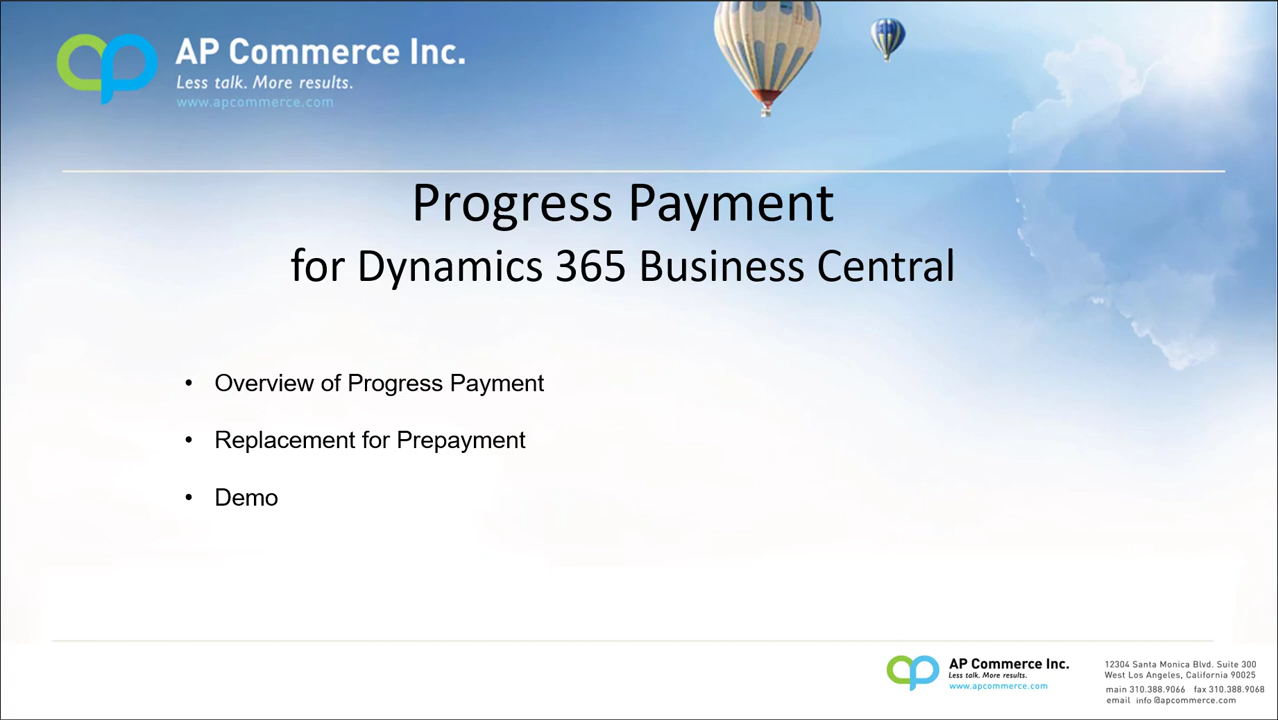 AP Commerce Inc.
Less talk. More results.
www.apcommerce.com
Progress Payment
for Dynamics 365 Business Central
• Overview of Progress Payment
• Replacement for Prepayment
• Demo
AP Commerce Inc.
Less talk. More results.
www.apcommerce.com
12304 Santa Monica Blvd. Suite 300
West Los Angeles, California 90025
main 310.388.9066 fax 310.388.9068
email info@apcommerce.com